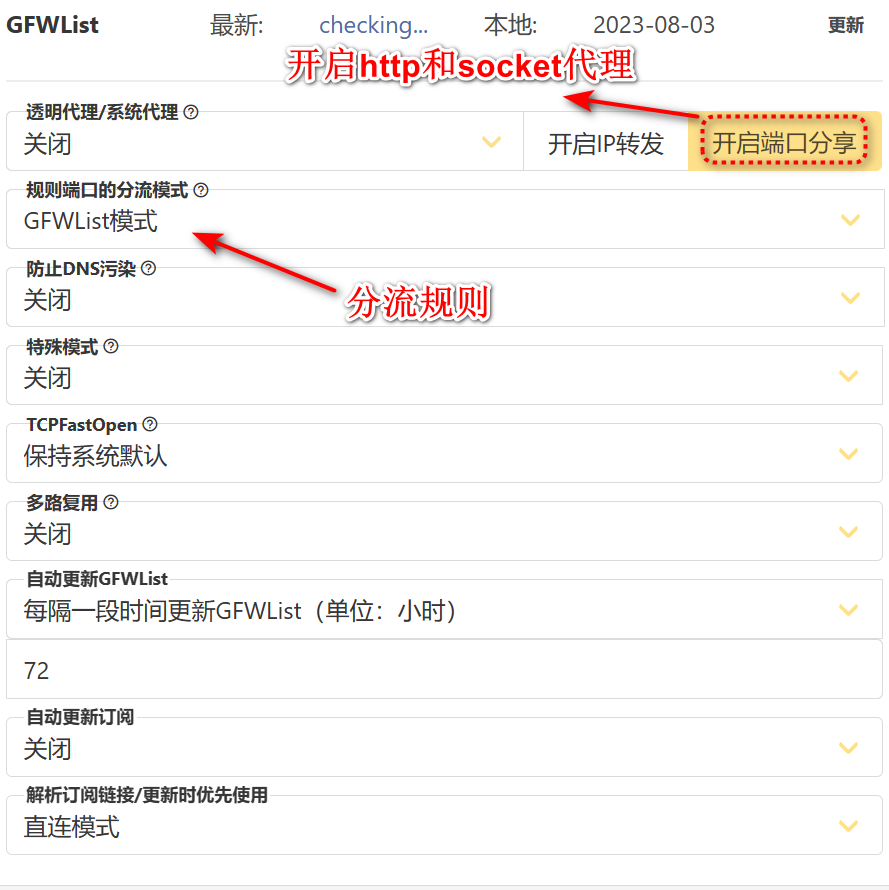 GFWList 最新: checking... 本地: 2023-08-03 更新
开启http和socket代理
透明代理/系统代理
关闭 开启IP转发 开启端口分享
规则端口的分流模式
GFWList模式
防止DNS污染
关闭
分流规则
特殊模式
关闭
TCPFastOpen
保持系统默认
多路复用
关闭
自动更新GFWList
每隔一段时间更新GFWList（单位：小时）
72
自动更新订阅
关闭
解析订阅链接/更新时优先使用
直连模式